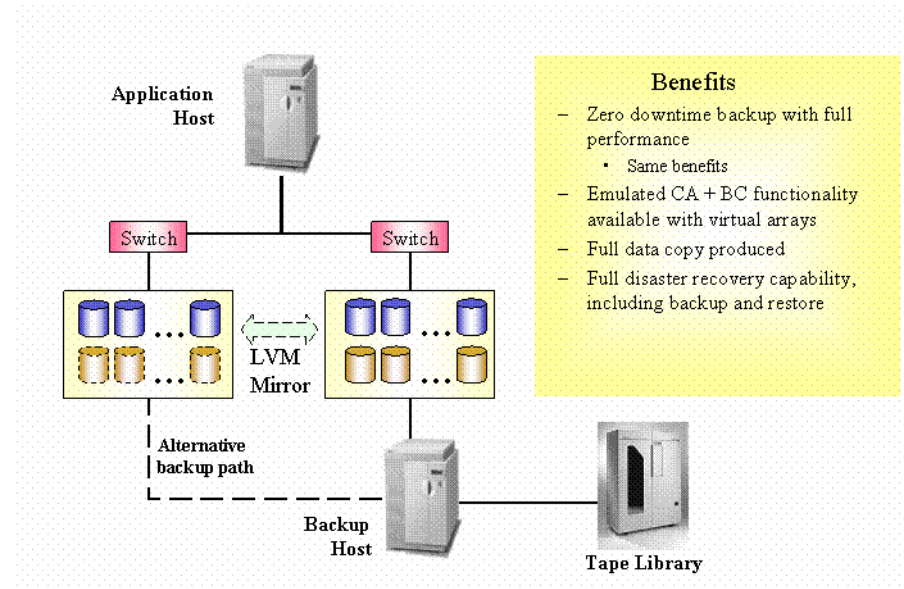 Application
Host
Switch
Switch
LVM
Mirror
Alternative
backup path
Backup
Host
Tape Library
Benefits
– Zero downtime backup with full
performance
• Same benefits
– Emulated CA + BC functionality
available with virtual arrays
– Full data copy produced
– Full disaster recovery capability,
including backup and restore